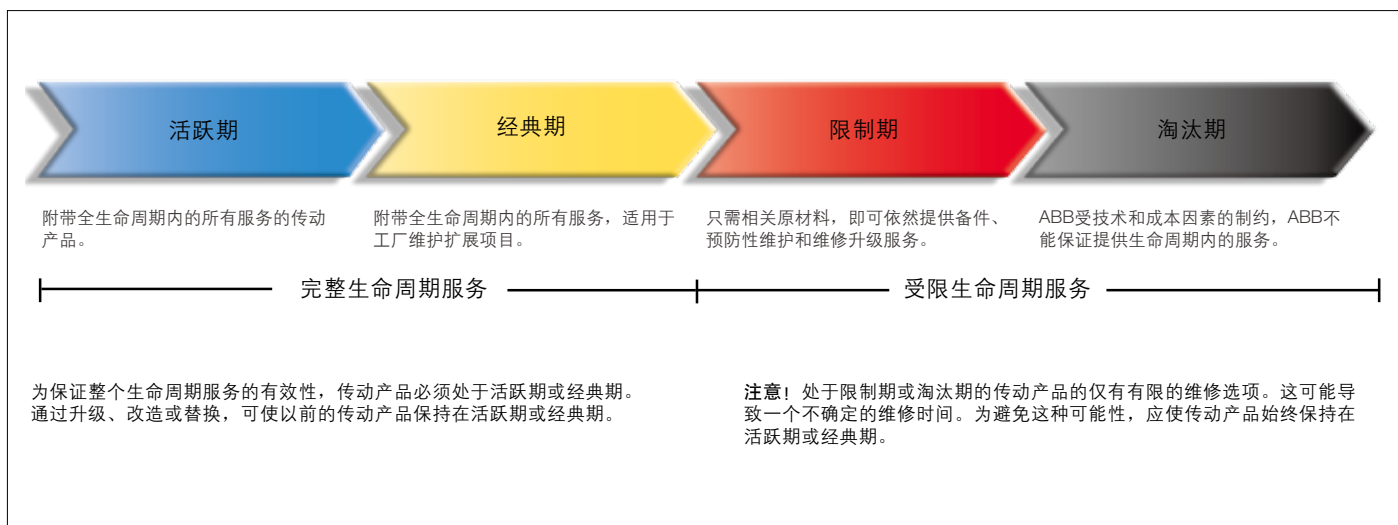 活跃期
经典期
限制期
淘汰期
附带全生命周期内的所有服务的传动
产品。
附带全生命周期内的所有服务，适用于
工厂维护扩展项目。
只需相关原材料，即可依然提供备件、
预防性维护和维修升级服务。
ABB受技术和成本因素的制约，ABB不
能保证提供生命周期内的服务。
完整生命周期服务
受限生命周期服务
为保证整个生命周期服务的有效性，传动产品必须处于活跃期或经典期。
通过升级、改造或替换，可使以前的传动产品保持在活跃期或经典期。
注意！处于限制期或淘汰期的传动产品的仅有有限的维修选项。这可能导
致一个不确定的维修时间。为避免这种可能性，应使传动产品始终保持在
活跃期或经典期。